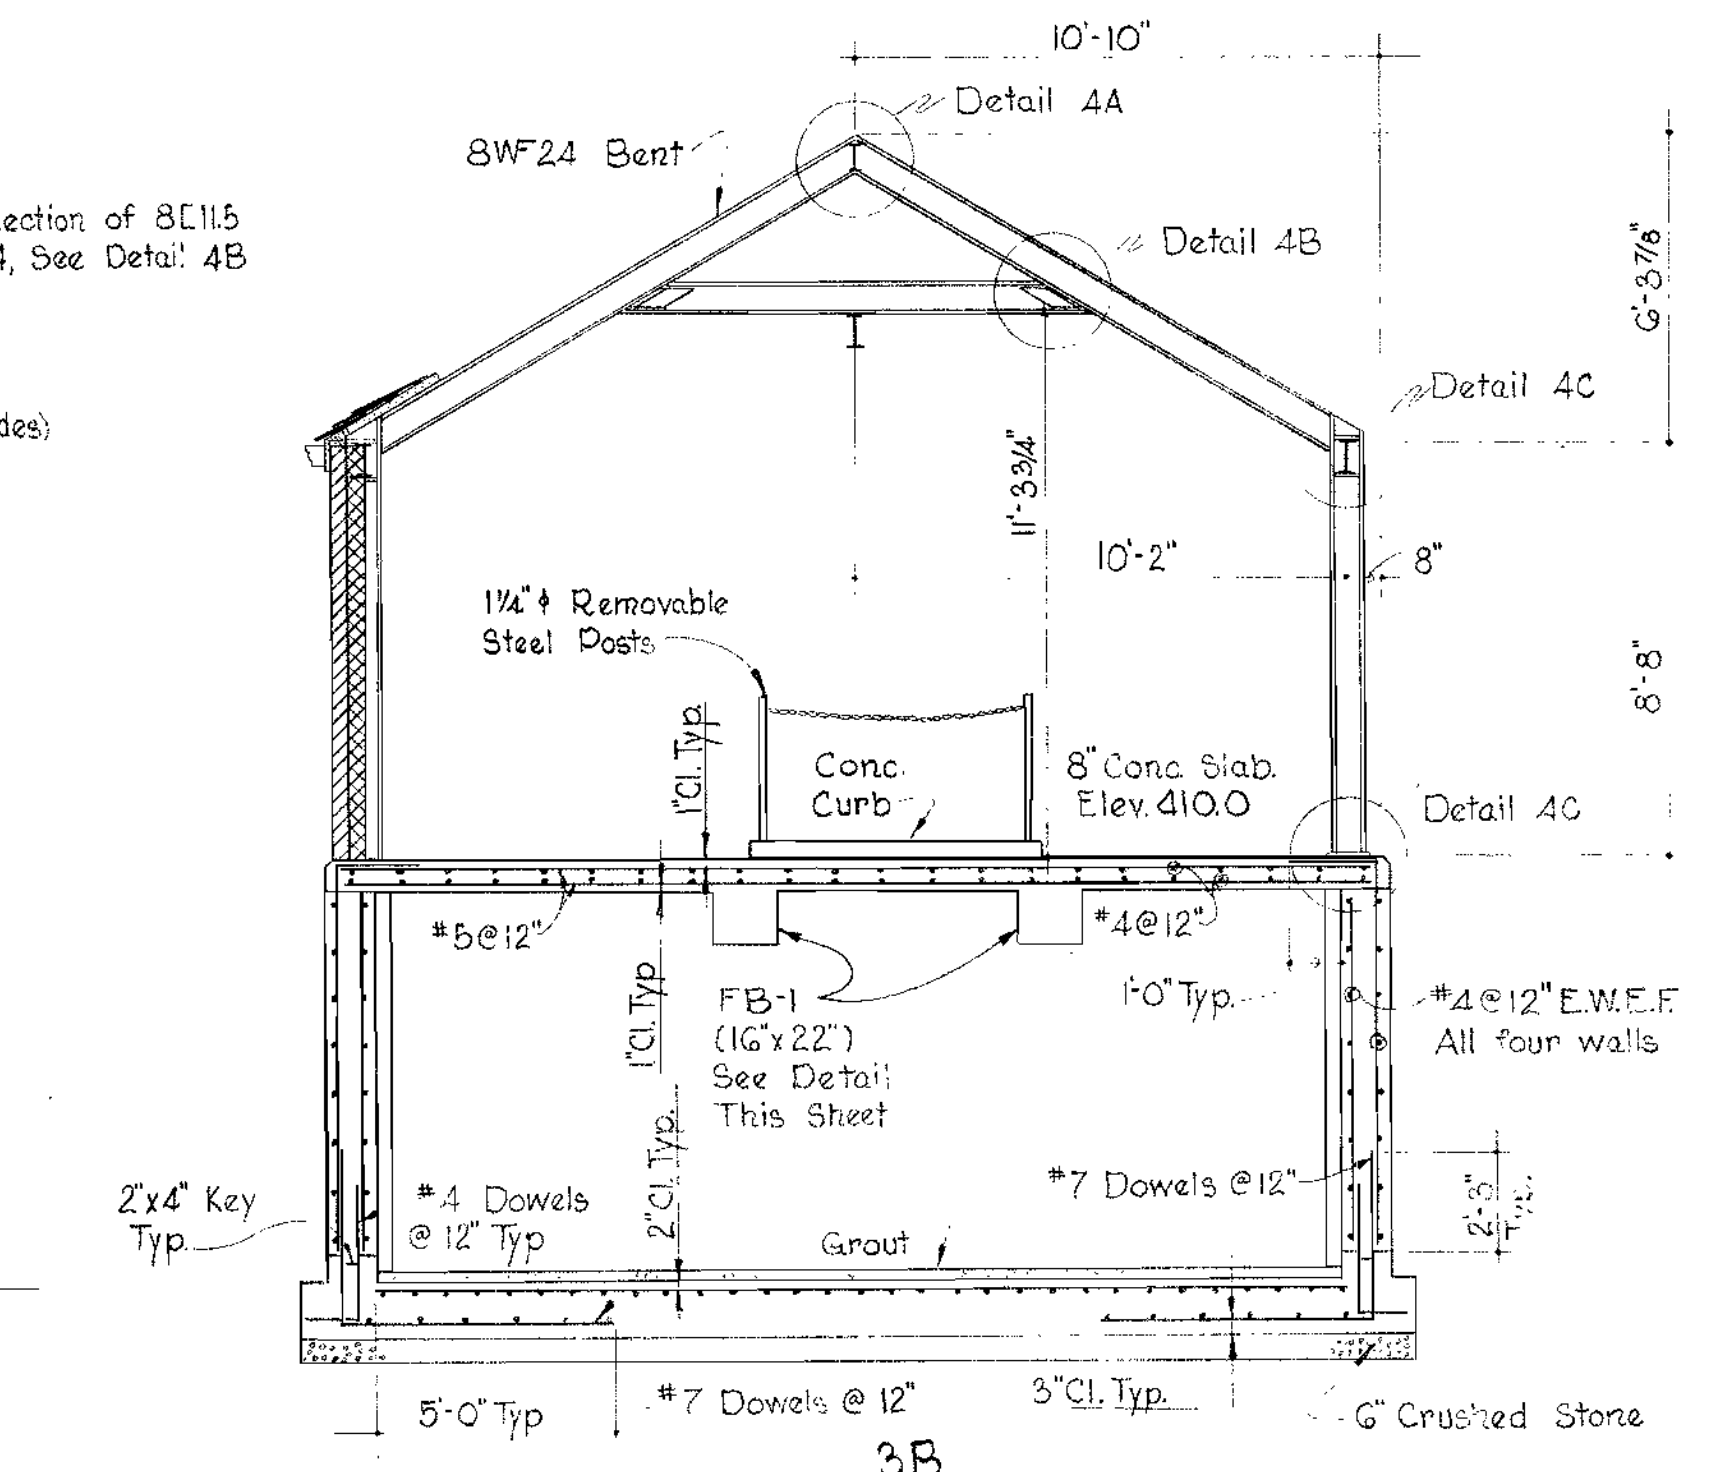 10'-10"
Detail 4A
8WF24 Bent
ection of 8[11.5
4, See Detail 4B
Detail 4B
6'-3 7/8"
Detail 4C
des)
11'-3 3/4"
10'-2"
8"
1 1/4" ϕ Removable
Steel Posts
8'-8"
1" Cl. Typ.
Conc.
Curb
8" Conc. Slab.
Elev. 410.0
Detail 4C
#5@12"
#4@12"
1" Cl. Typ
FB-1
(16"x22")
See Detail
This Sheet
1'-0" Typ.
#4@12" E.W.E.F.
All four walls
2"x4" Key
Typ.
#4 Dowels
@ 12" Typ
2" Cl. Typ.
#7 Dowels @12"
2'-3"
Typ.
Grout
5'-0" Typ
#7 Dowels @ 12"
3" Cl. Typ.
6" Crushed Stone
3B